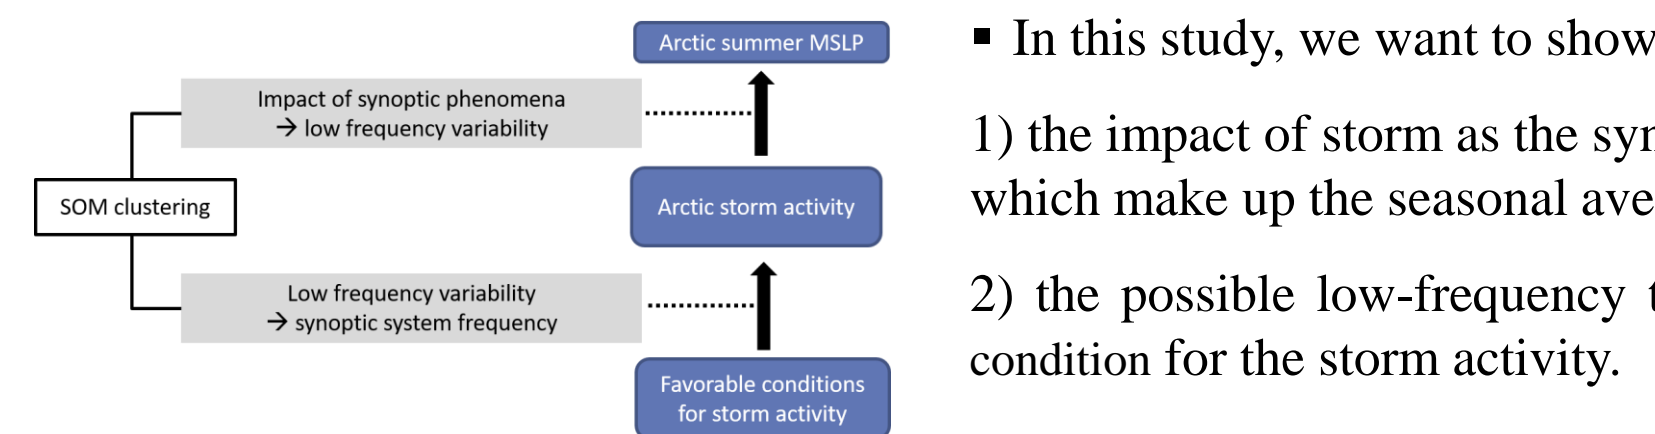 Arctic summer MSLP
Impact of synoptic phenomena
→ low frequency variability
SOM clustering
Arctic storm activity
Low frequency variability
→ synoptic system frequency
Favorable conditions
for storm activity
▪ In this study, we want to show
1) the impact of storm as the
which make up the seasonal
2) the possible low-frequency
condition for the storm activity.